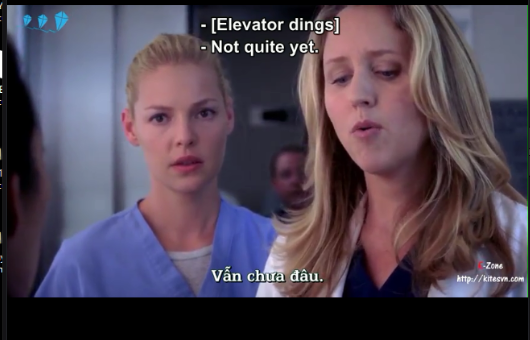 - [Elevator dings]
- Not quite yet.
Vẫn chưa đâu.
-Zone
http://kitesvn.com